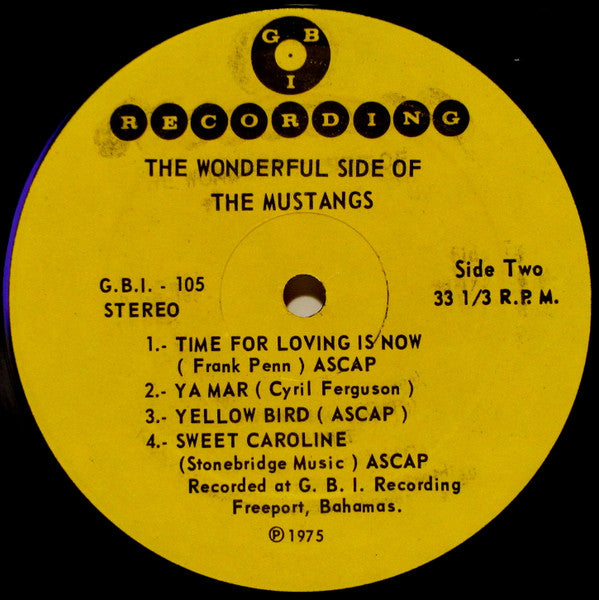 G B
I
RECORDING
THE WONDERFUL SIDE OF
THE MUSTANGS
G.B.I. - 105
STEREO
Side Two
33 1/3 R.P.M.
1.- TIME FOR LOVING IS NOW
( Frank Penn ) ASCAP
2.- YA MAR ( Cyril Ferguson )
3.- YELLOW BIRD ( ASCAP )
4.- SWEET CAROLINE
(Stonebridge Music ) ASCAP
Recorded at G. B. I. Recording
Freeport, Bahamas.
℗ 1975